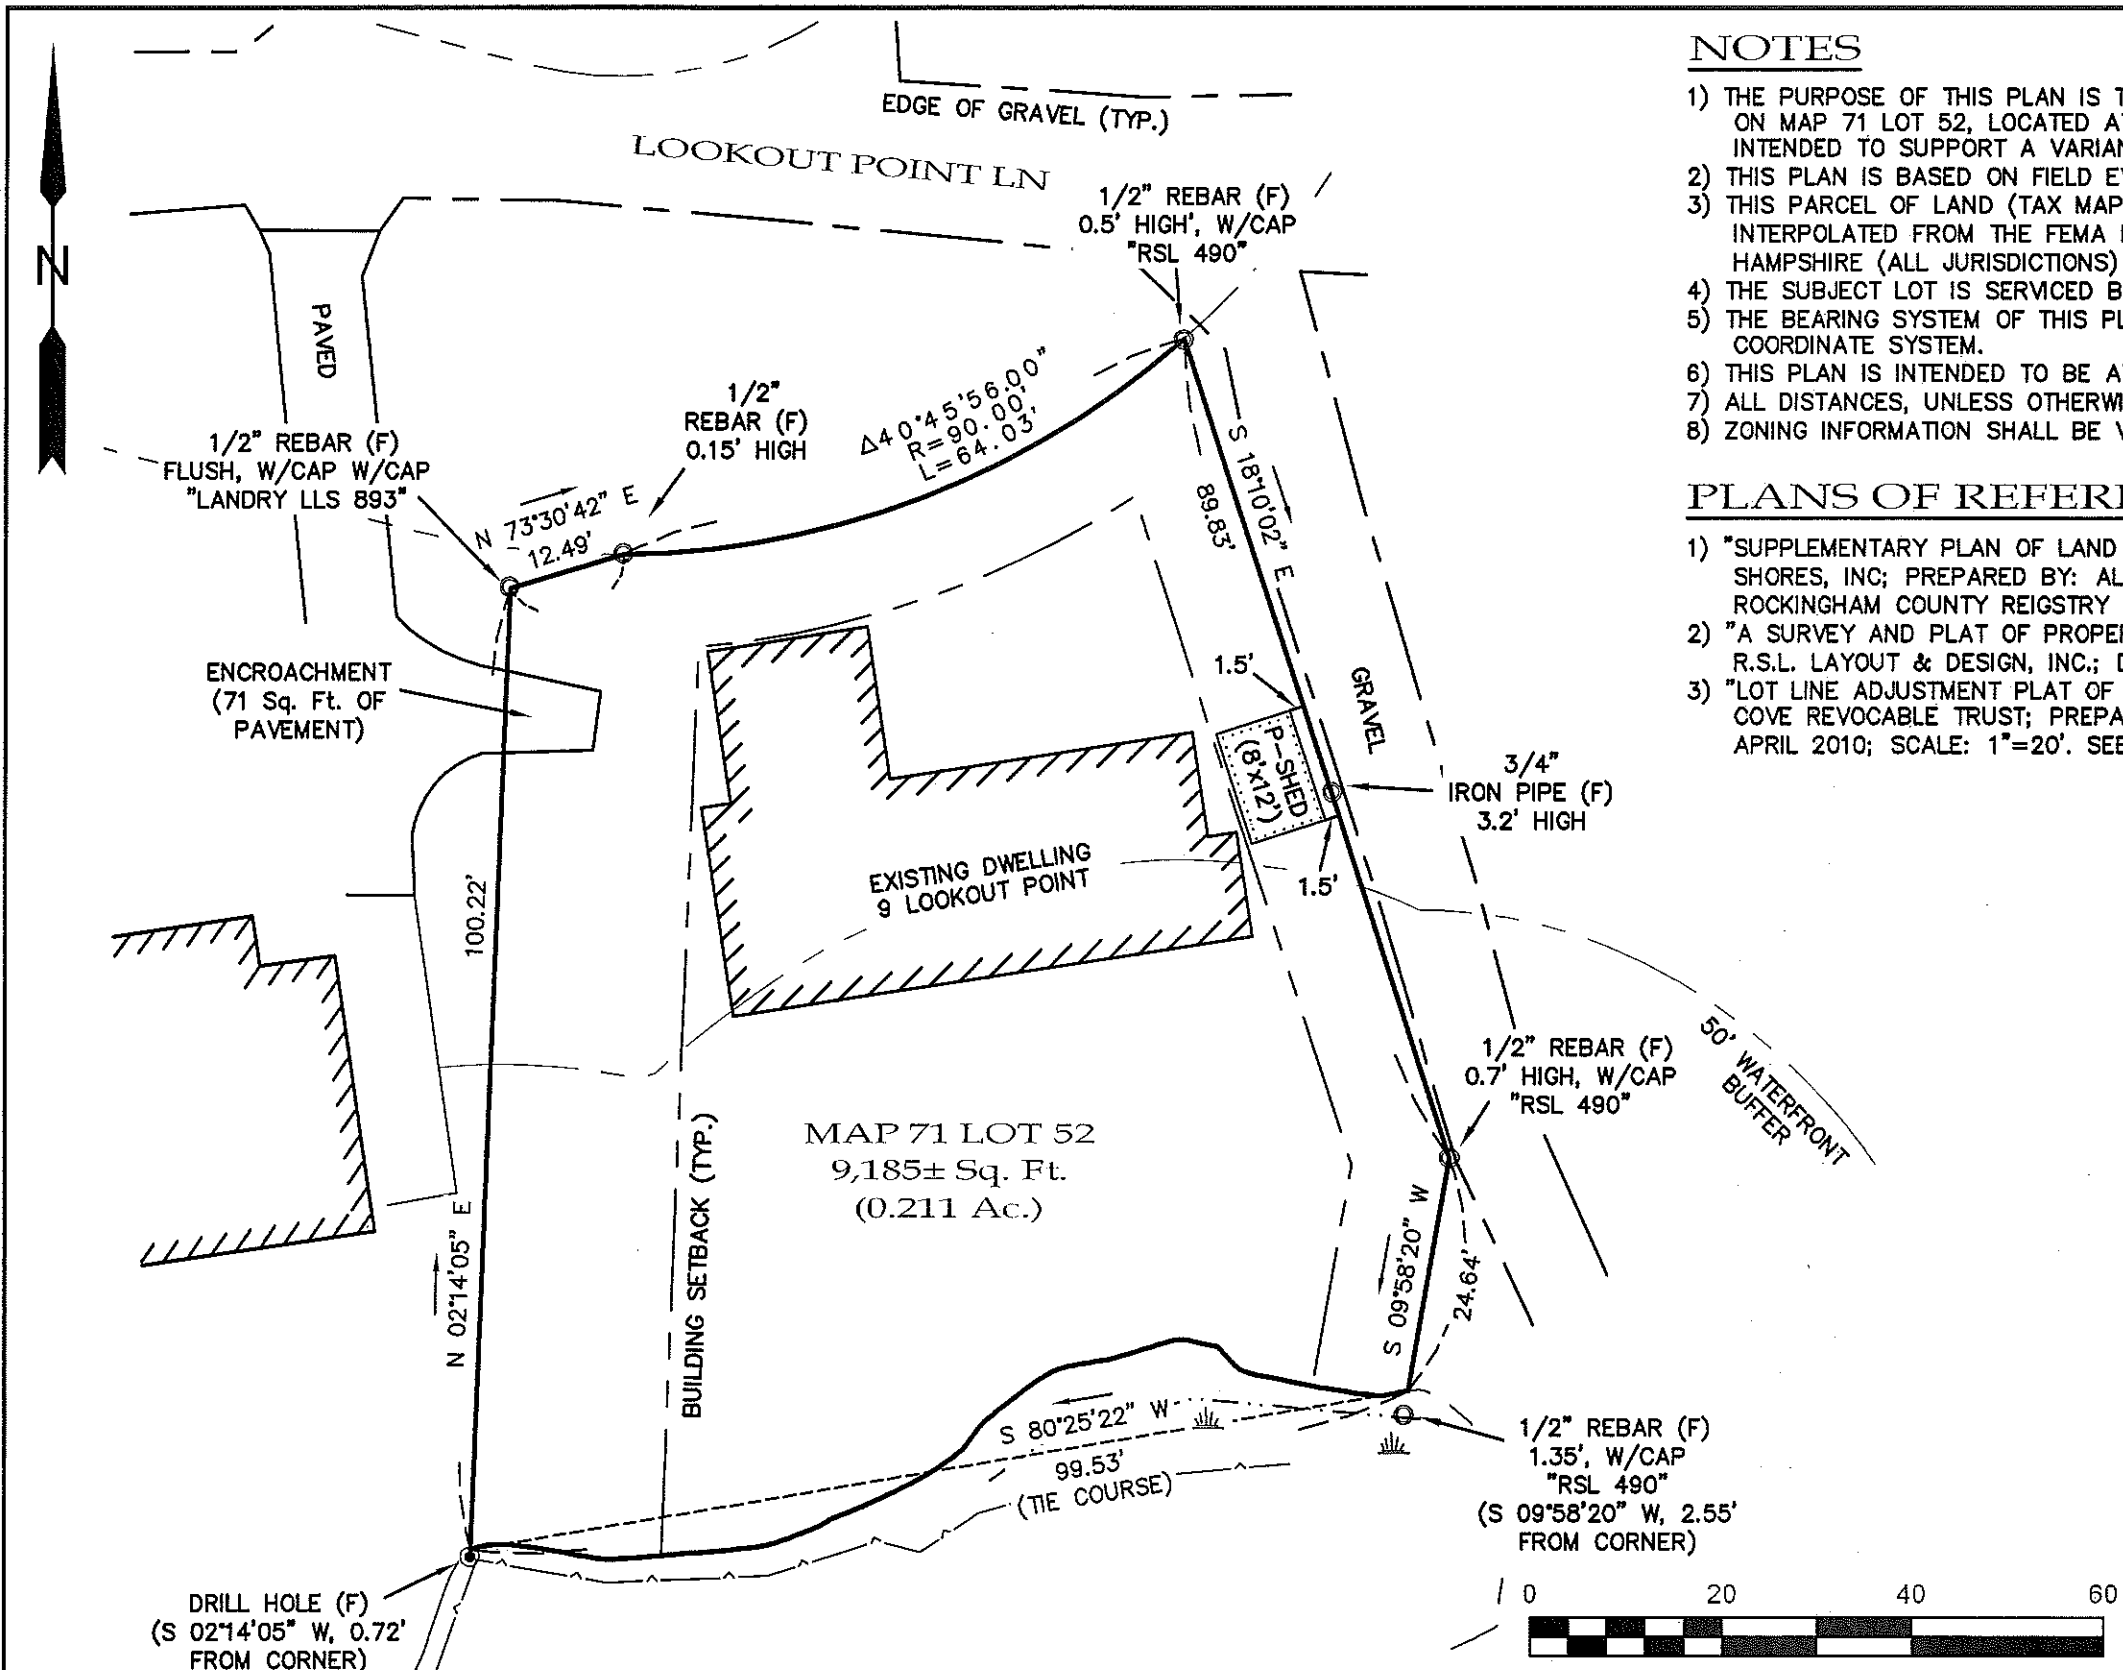 EDGE OF GRAVEL (TYP.)
LOOKOUT POINT LN
1/2" REBAR (F)
0.5' HIGH', W/CAP
"RSL 490"
N
PAVED
1/2" REBAR (F)
FLUSH, W/CAP W/CAP
"LANDRY LLS 893"
1/2"
REBAR (F)
0.15' HIGH
Δ40°45'56.00"
R=90.00'
L=64.03'
N 73°30'42" E
12.49'
S 18°10'02" E
89.83'
ENCROACHMENT
(71 Sq. Ft. OF
PAVEMENT)
1.5'
GRAVEL
P-SHED
(8'x12')
3/4"
IRON PIPE (F)
3.2' HIGH
1.5'
EXISTING DWELLING
9 LOOKOUT POINT
100.22'
N 02°14'05" E
50' WATERFRONT
BUFFER
1/2" REBAR (F)
0.7' HIGH, W/CAP
"RSL 490"
MAP 71 LOT 52
9,185± Sq. Ft.
(0.211 Ac.)
BUILDING SETBACK (TYP.)
S 09°58'20" W
24.64'
S 80°25'22" W
99.53'
(TIE COURSE)
1/2" REBAR (F)
1.35', W/CAP
"RSL 490"
(S 09°58'20" W, 2.55'
FROM CORNER)
DRILL HOLE (F)
(S 02°14'05" W, 0.72'
FROM CORNER)
0 20 40 60
NOTES
1) THE PURPOSE OF THIS PLAN IS
ON MAP 71 LOT 52, LOCATED
INTENDED TO SUPPORT A
2) THIS PLAN IS BASED ON FIELD
3) THIS PARCEL OF LAND (TAX MAP
INTERPOLATED FROM THE FEMA
HAMPSHIRE (ALL JURISDICTIONS)
4) THE SUBJECT LOT IS SERVICED
5) THE BEARING SYSTEM OF THIS
COORDINATE SYSTEM.
6) THIS PLAN IS INTENDED TO BE
7) ALL DISTANCES, UNLESS
8) ZONING INFORMATION SHALL BE
PLANS OF REFERE
1) "SUPPLEMENTARY PLAN OF LAND
SHORES, INC; PREPARED BY:
ROCKINGHAM COUNTY REIGSTRY
2) "A SURVEY AND PLAT OF
R.S.L. LAYOUT & DESIGN, INC.;
3) "LOT LINE ADJUSTMENT PLAT OF
COVE REVOCABLE TRUST;
APRIL 2010; SCALE: 1"=20'.